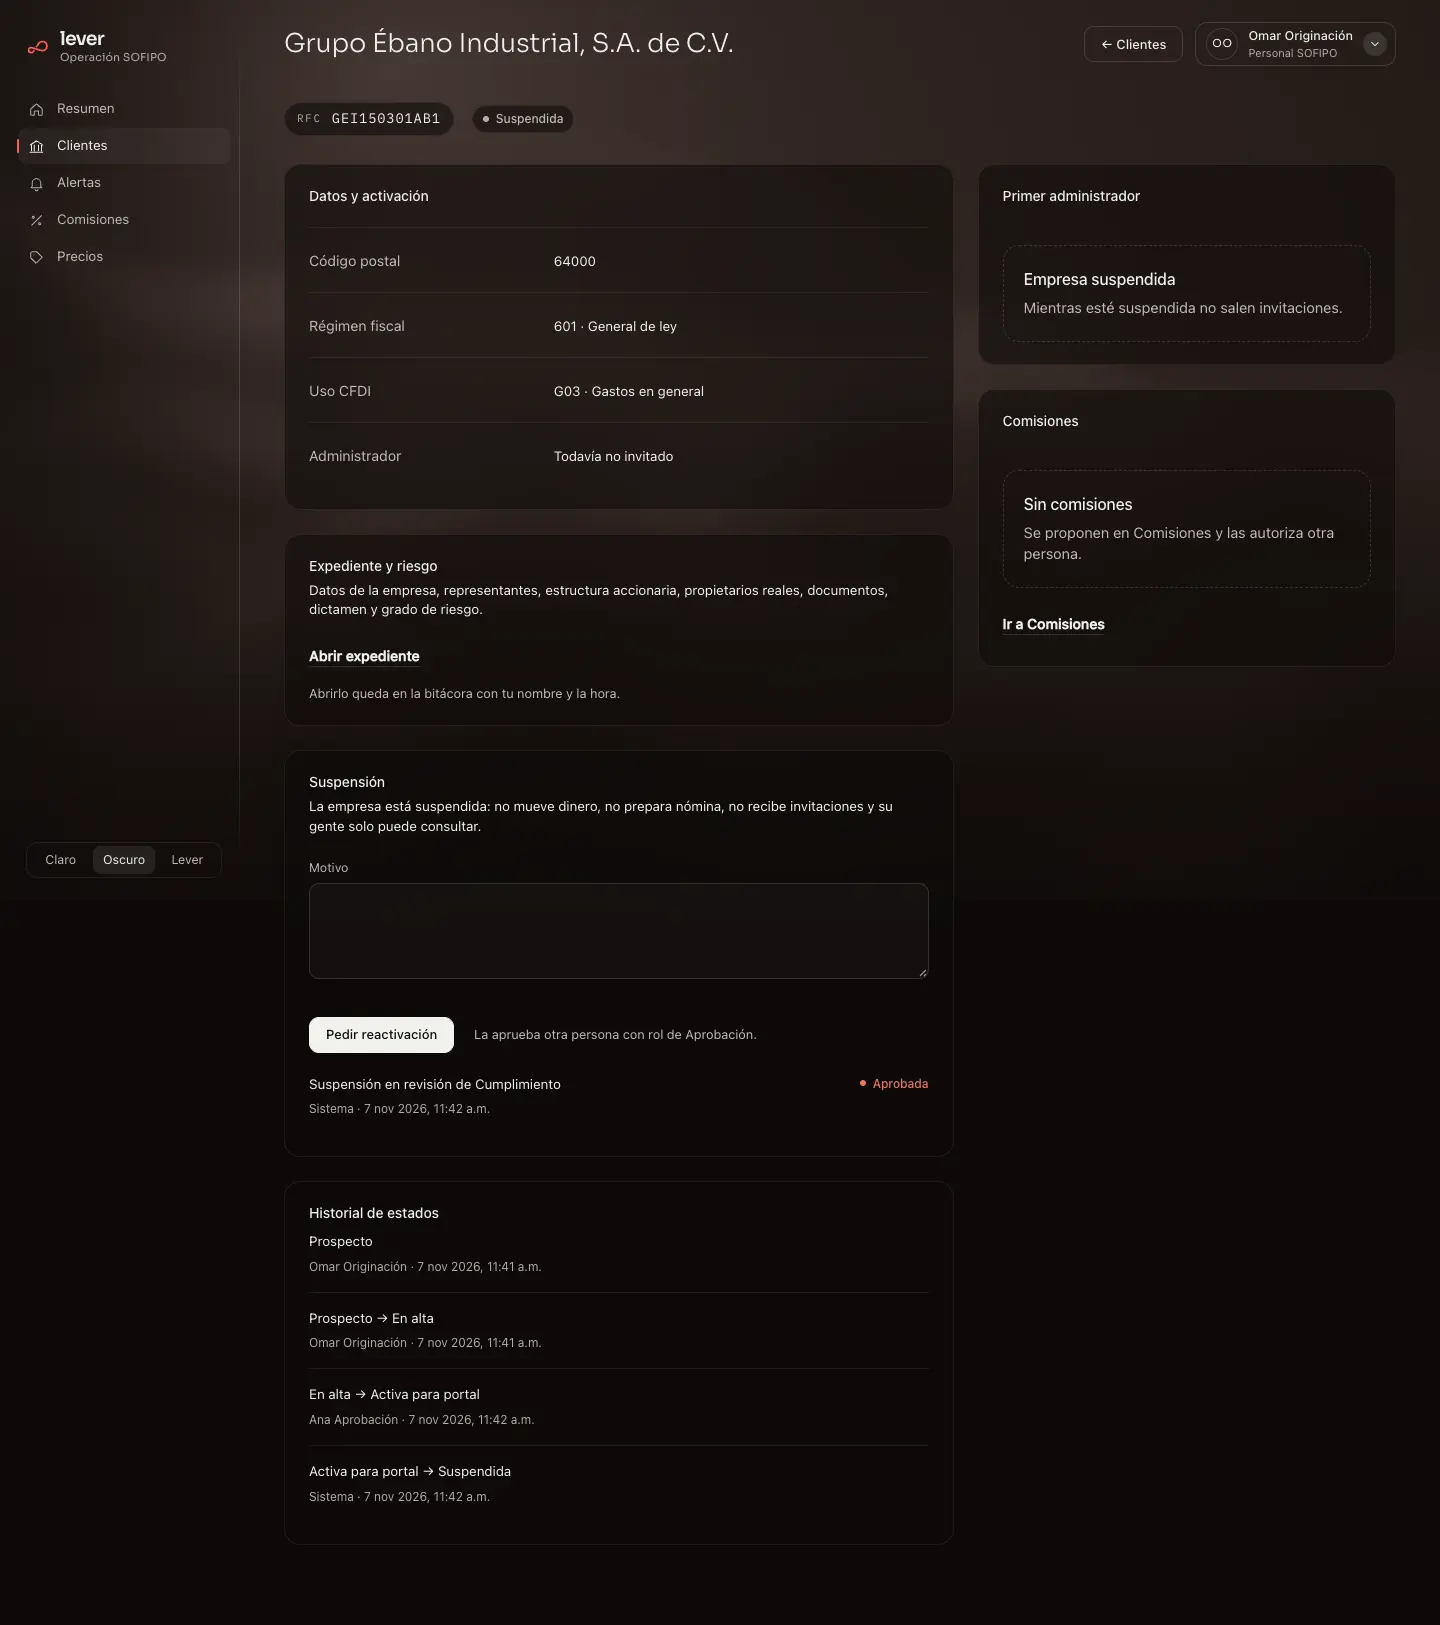 lever
Operación SOFIPO
Resumen
Clientes
Alertas
Comisiones
Precios
Claro
Oscuro
Lever
Grupo Ébano Industrial, S.A. de C.V.
← Clientes
OO
Omar Originación
Personal SOFIPO
RFC GEI150301AB1
Suspendida
Datos y activación
Código postal
64000
Régimen fiscal
601 · General de ley
Uso CFDI
G03 · Gastos en general
Administrador
Todavía no invitado
Expediente y riesgo
Datos de la empresa, representantes, estructura accionaria, propietarios reales, documentos,
dictamen y grado de riesgo.
Abrir expediente
Abrirlo queda en la bitácora con tu nombre y la hora.
Suspensión
La empresa está suspendida: no mueve dinero, no prepara nómina, no recibe invitaciones y su
gente solo puede consultar.
Motivo
Pedir reactivación
La aprueba otra persona con rol de Aprobación.
Suspensión en revisión de Cumplimiento
Aprobada
Sistema · 7 nov 2026, 11:42 a.m.
Historial de estados
Prospecto
Omar Originación · 7 nov 2026, 11:41 a.m.
Prospecto → En alta
Omar Originación · 7 nov 2026, 11:41 a.m.
En alta → Activa para portal
Ana Aprobación · 7 nov 2026, 11:42 a.m.
Activa para portal → Suspendida
Sistema · 7 nov 2026, 11:42 a.m.
Primer administrador
Empresa suspendida
Mientras esté suspendida no salen invitaciones.
Comisiones
Sin comisiones
Se proponen en Comisiones y las autoriza otra
persona.
Ir a Comisiones